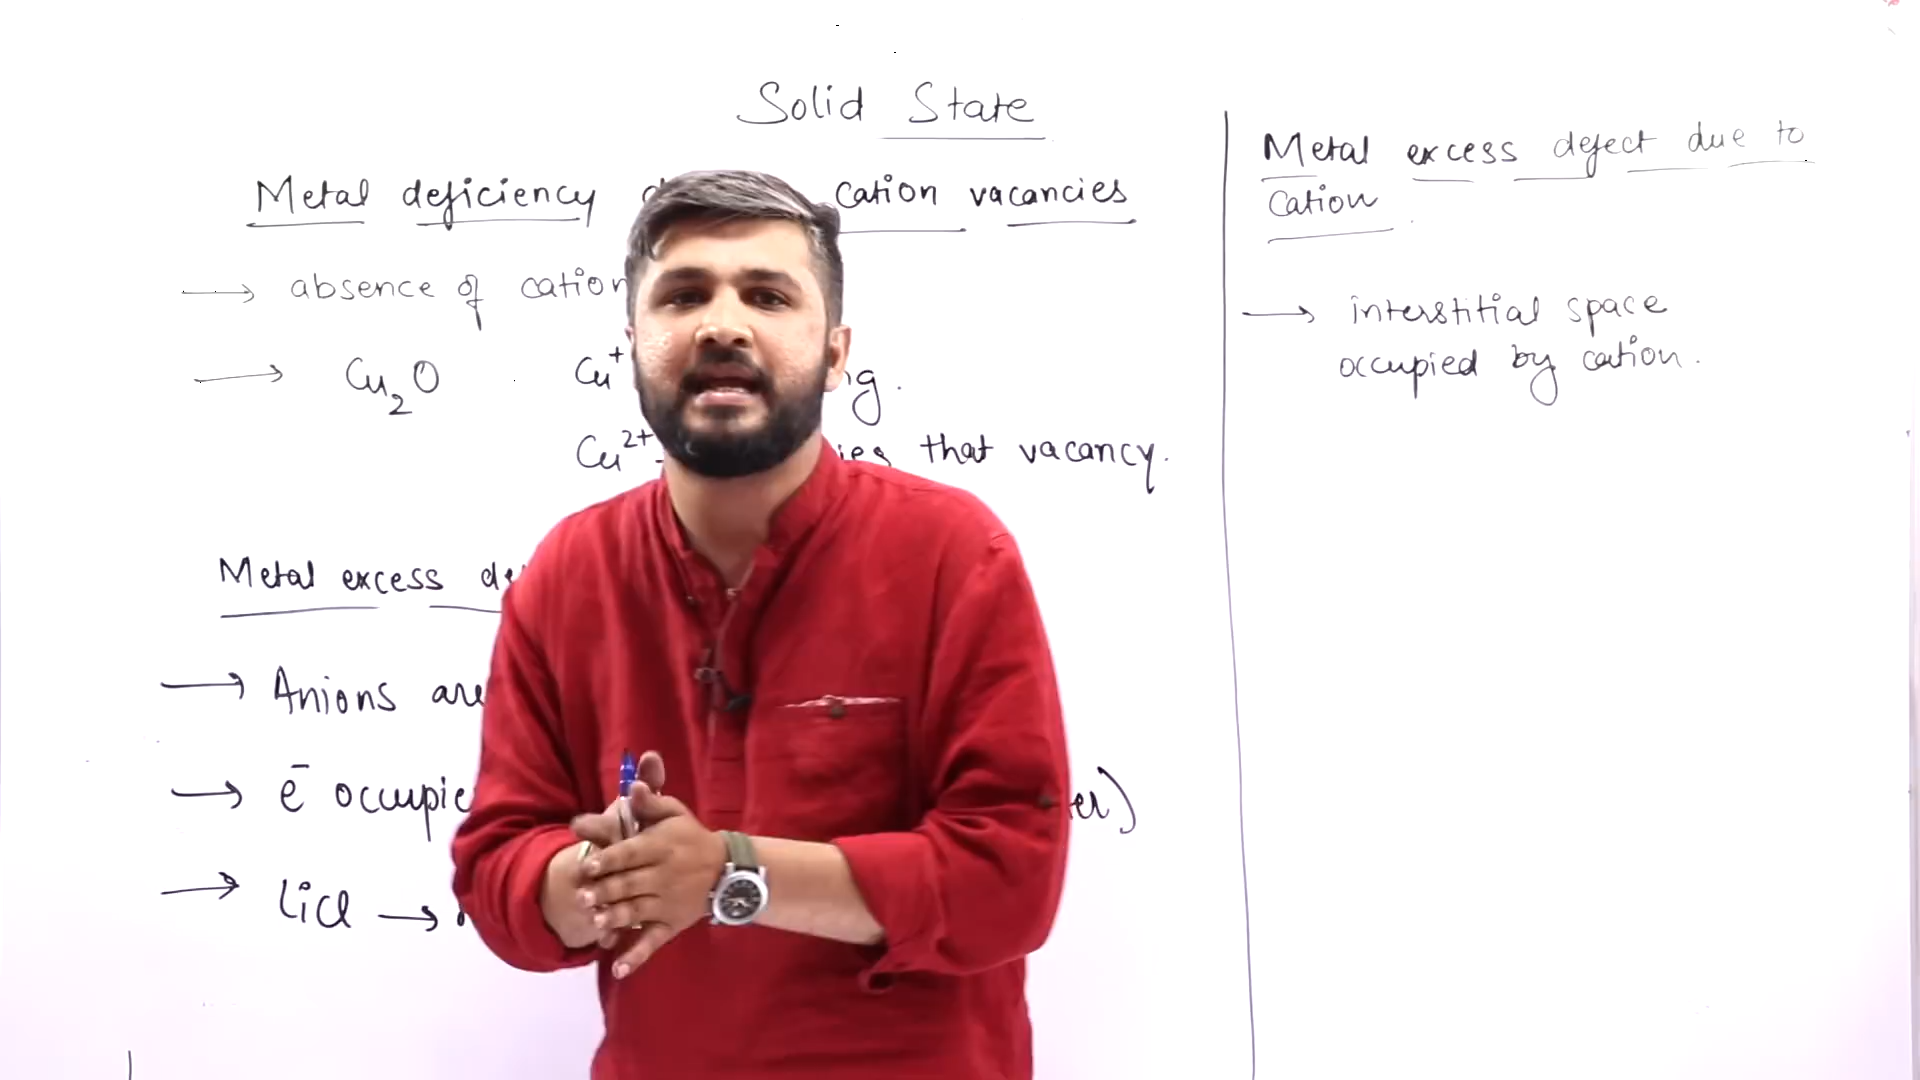 Solid State
Metal deficiency cation vacancies
→ absence of cation
→ Cu₂O Cu⁺
Cu²⁺ that vacancy.
Metal excess
→ Anions are
→ e⁻
→ LiCl →
Metal excess defect due to
Cation
→ interstitial space
occupied by cation.